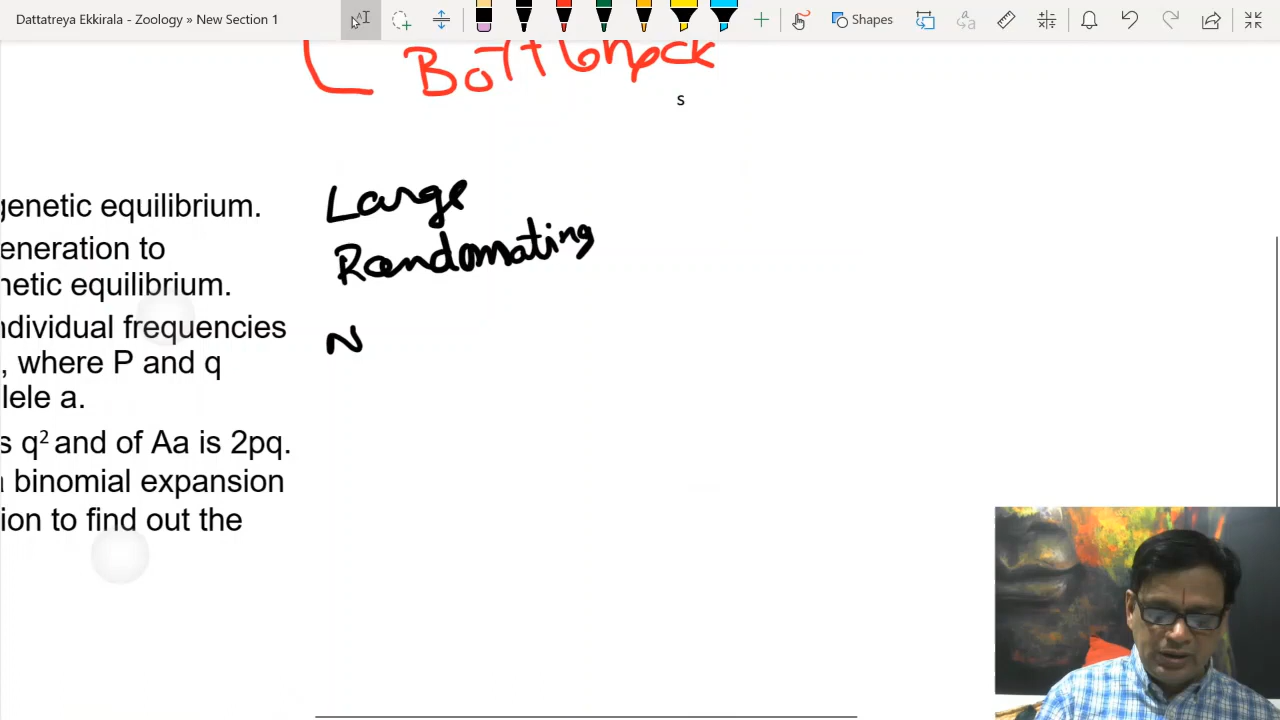 Dattatreya Ekkirala - Zoology » New Section 1
Shapes
Bottleneck
s
Large
Randomating
N
genetic equilibrium.
eneration to
netic equilibrium.
ndividual frequencies
, where P and q
llele a.
s q² and of Aa is 2pq.
a binomial expansion
ion to find out the